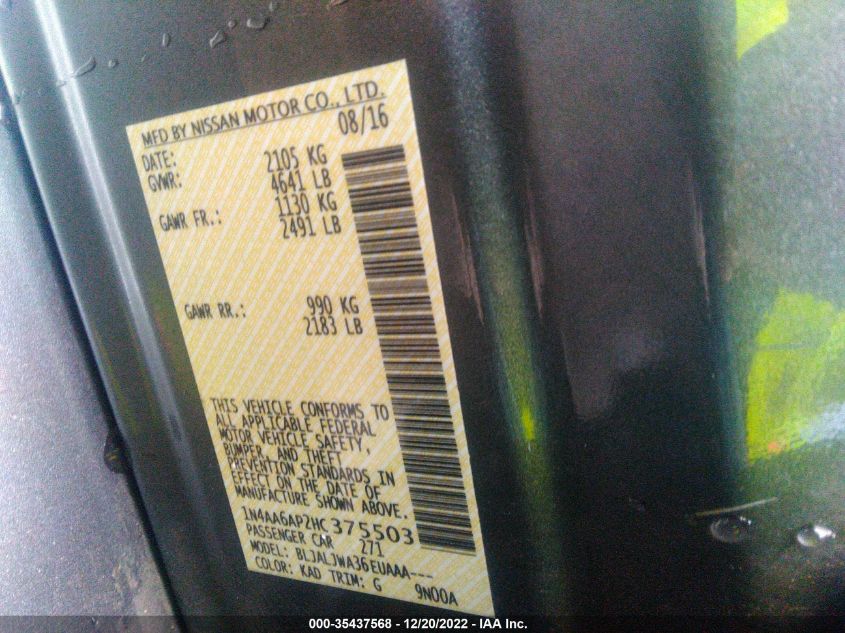 MFD BY NISSAN MOTOR CO., LTD.
DATE: 08/16
GVWR: 2105 KG
4641 LB
GAWR FR.: 1130 KG
2491 LB
GAWR RR.: 990 KG
2183 LB
THIS VEHICLE CONFORMS TO
ALL APPLICABLE FEDERAL
MOTOR VEHICLE SAFETY,
BUMPER, AND THEFT
PREVENTION STANDARDS IN
EFFECT ON THE DATE OF
MANUFACTURE SHOWN ABOVE.
1N4AA6AP2HC375503
PASSENGER CAR 271
MODEL: BLJALJWA36EUAAA---
COLOR: KAD TRIM: G 9N00A
000-35437568 - 12/20/2022 - IAA Inc.